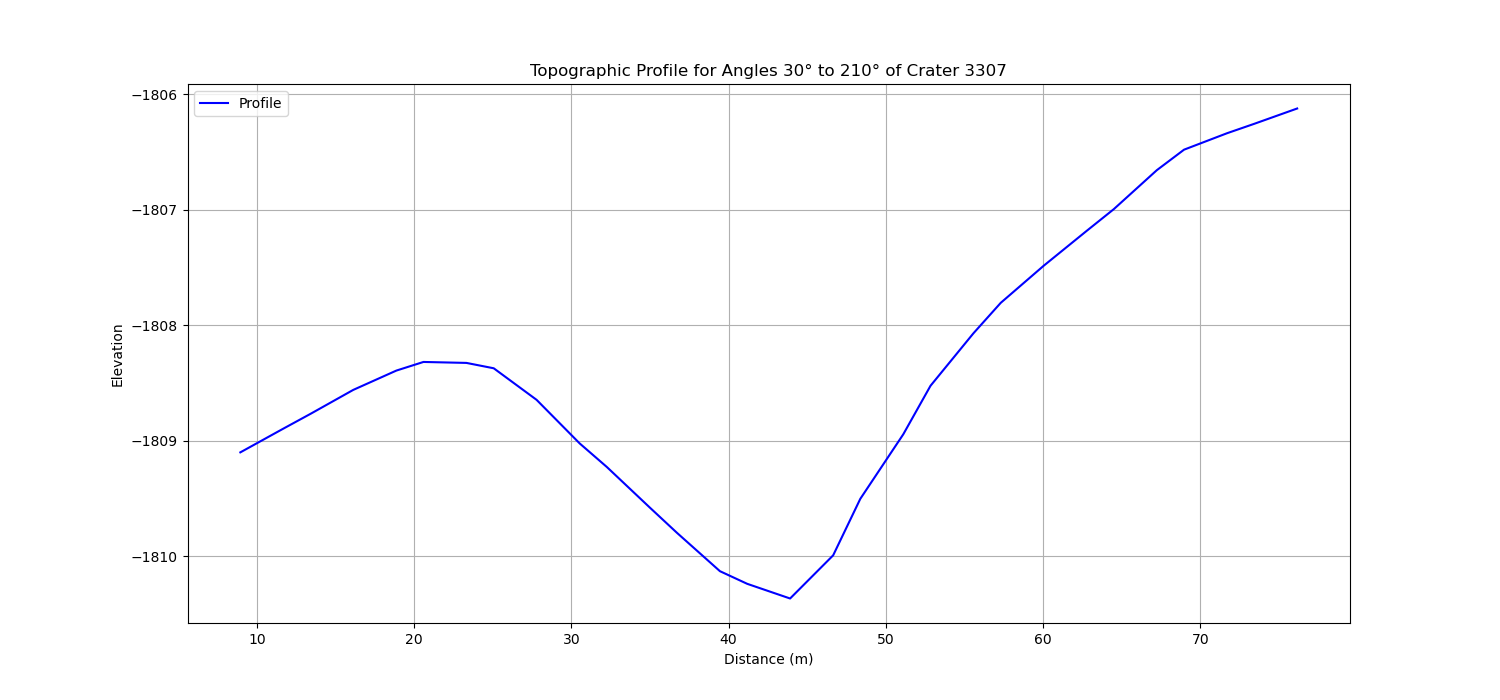 Topographic Profile for Angles 30° to 210° of Crater 3307
Profile
−1806
−1807
−1808
−1809
−1810
Elevation
10 20 30 40 50 60 70
Distance (m)